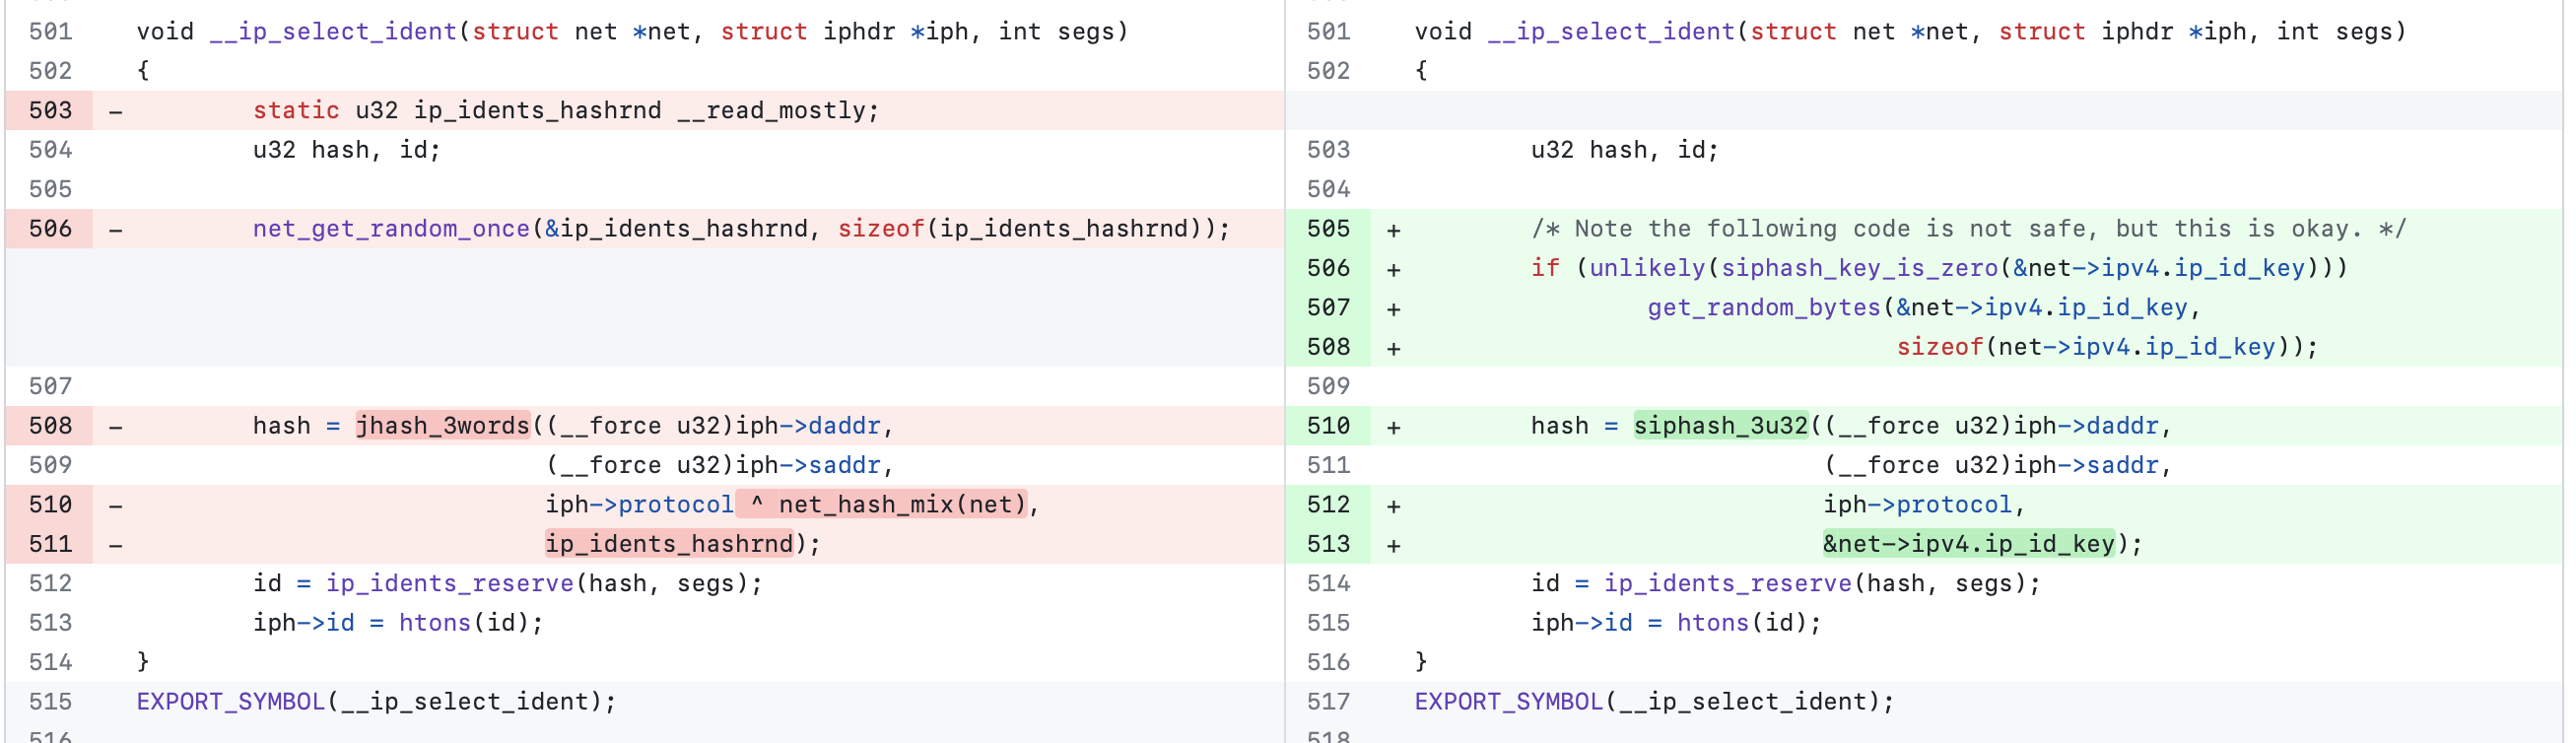 501 void __ip_select_ident(struct net *net, struct iphdr *iph, int segs)
502 {
503 - static u32 ip_idents_hashrnd __read_mostly;
504 u32 hash, id;
505
506 - net_get_random_once(&ip_idents_hashrnd, sizeof(ip_idents_hashrnd));
507
508 - hash = jhash_3words((__force u32)iph->daddr,
509 (__force u32)iph->saddr,
510 - iph->protocol ^ net_hash_mix(net),
511 - ip_idents_hashrnd);
512 id = ip_idents_reserve(hash, segs);
513 iph->id = htons(id);
514 }
515 EXPORT_SYMBOL(__ip_select_ident);
516
501 void __ip_select_ident(struct net *net, struct iphdr *iph, int segs)
502 {
503 u32 hash, id;
504
505 + /* Note the following code is not safe, but this is okay. */
506 + if (unlikely(siphash_key_is_zero(&net->ipv4.ip_id_key)))
507 + get_random_bytes(&net->ipv4.ip_id_key,
508 + sizeof(net->ipv4.ip_id_key));
509
510 + hash = siphash_3u32((__force u32)iph->daddr,
511 (__force u32)iph->saddr,
512 + iph->protocol,
513 + &net->ipv4.ip_id_key);
514 id = ip_idents_reserve(hash, segs);
515 iph->id = htons(id);
516 }
517 EXPORT_SYMBOL(__ip_select_ident);
518